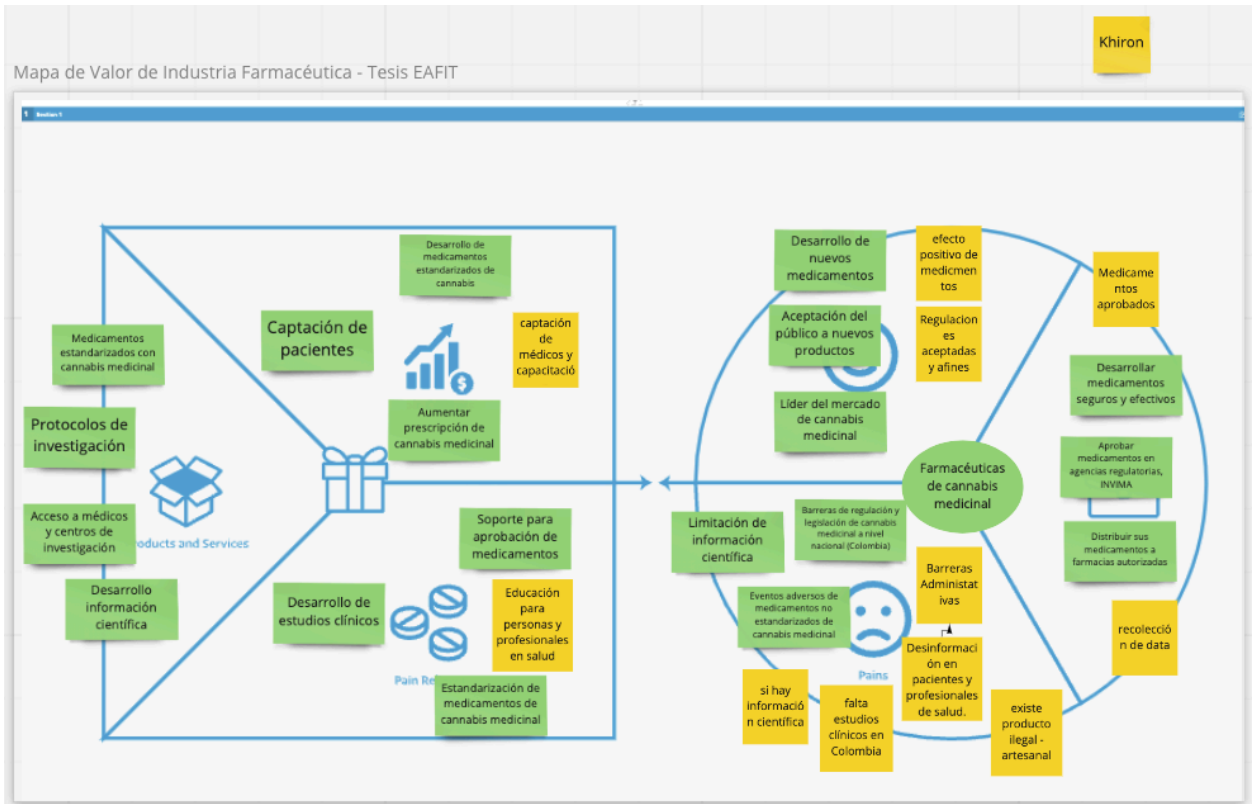 Khiron
Mapa de Valor de Industria Farmacéutica - Tesis EAFIT
1 Section 1
Desarrollo de
medicamentos
estandarizados de
cannabis
Captación de
pacientes
captación
de
médicos y
capacitació
Medicamentos
estandarizados con
cannabis medicinal
Aumentar
prescripción de
cannabis medicinal
Protocolos de
investigación
Acceso a médicos
y centros de
investigación
oducts and Services
Desarrollo
información
científica
Soporte para
aprobación de
medicamentos
Desarrollo de
estudios clínicos
Educación
para
personas y
profesionales
en salud
Pain Re
Estandarización de
medicamentos de
cannabis medicinal
Desarrollo de
nuevos
medicamentos
efecto
positivo de
medicmen
tos
Aceptación del
público a nuevos
productos
Regulacion
es
aceptadas
y afines
Líder del mercado
de cannabis
medicinal
Medicame
ntos
aprobados
Desarrollar
medicamentos
seguros y efectivos
Farmacéuticas
de cannabis
medicinal
Aprobar
medicamentos en
agencias regulatorias,
INVIMA
Distribuir sus
medicamentos a
farmacias autorizadas
recolecció
n de data
Limitación de
información
científica
Barreras de regulación y
legislación de cannabis
medicinal a nivel
nacional (Colombia)
Barreras
Administat
ivas
Eventos adversos de
medicamentos no
estandarizados de
cannabis medicinal
Pains
Desinformaci
ón en
pacientes y
profesionales
de salud.
si hay
informació
n científica
falta
estudios
clínicos en
Colombia
existe
producto
ilegal -
artesanal